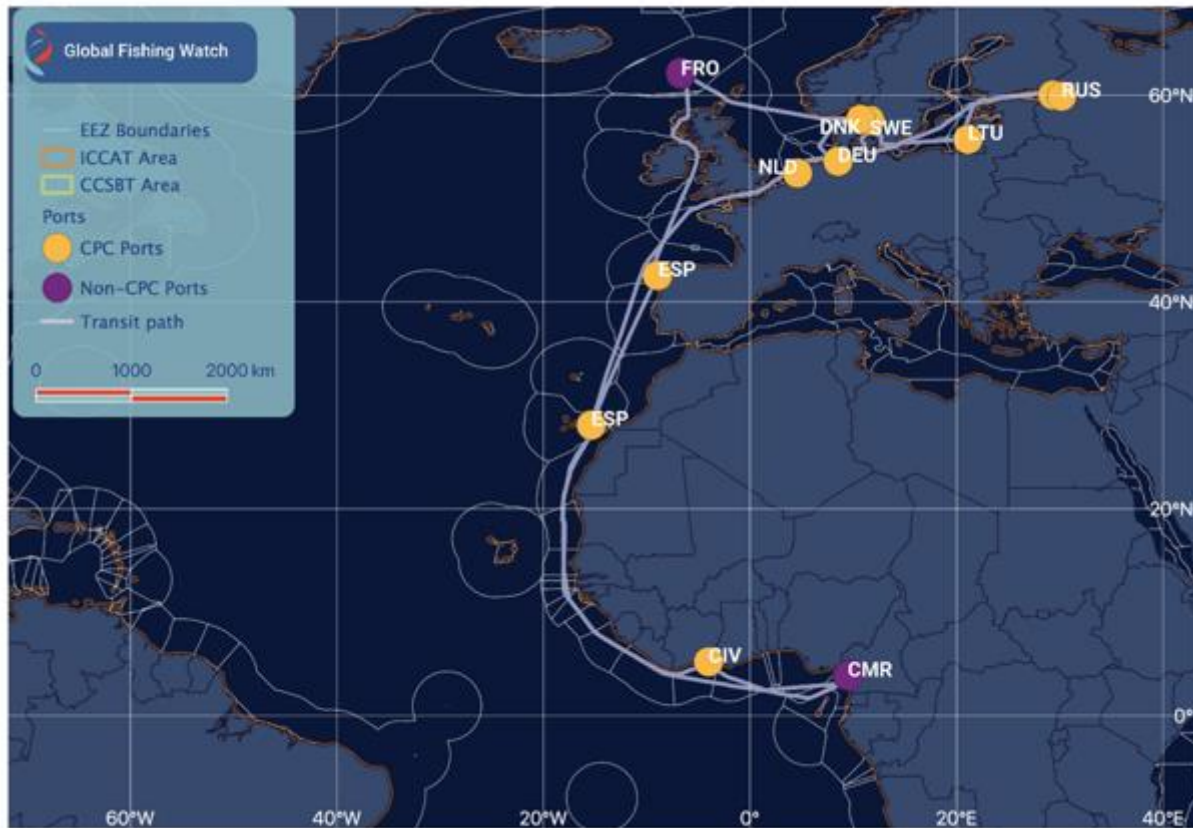 Global Fishing Watch
EEZ Boundaries
ICCAT Area
CCSBT Area
Ports
CPC Ports
Non-CPC Ports
Transit path
0 1000 2000 km
FRO
RUS
60°N
DNK SWE
LTU
DEU
NLD
ESP
40°N
ESP
20°N
CIV
CMR
0°
60°W 40°W 20°W 0° 20°E 40°E